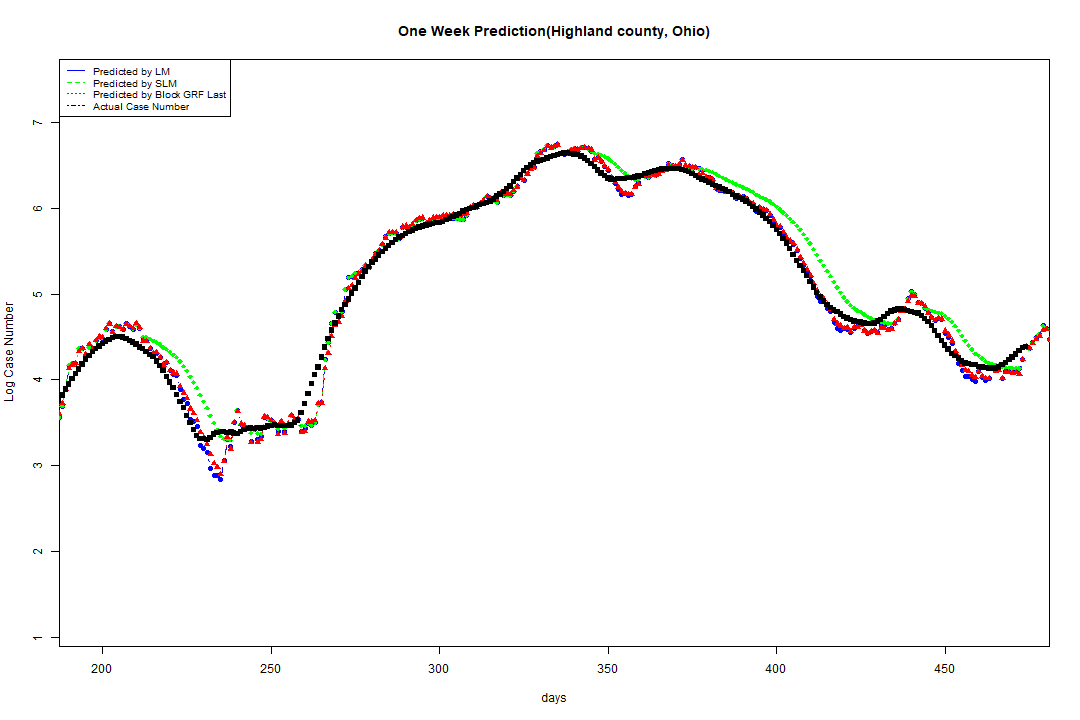 One Week Prediction(Highland county, Ohio)
Predicted by LM
Predicted by SLM
Predicted by Block GRF Last
Actual Case Number
7
6
5
4
3
2
1
Log Case Number
200 250 300 350 400 450
days